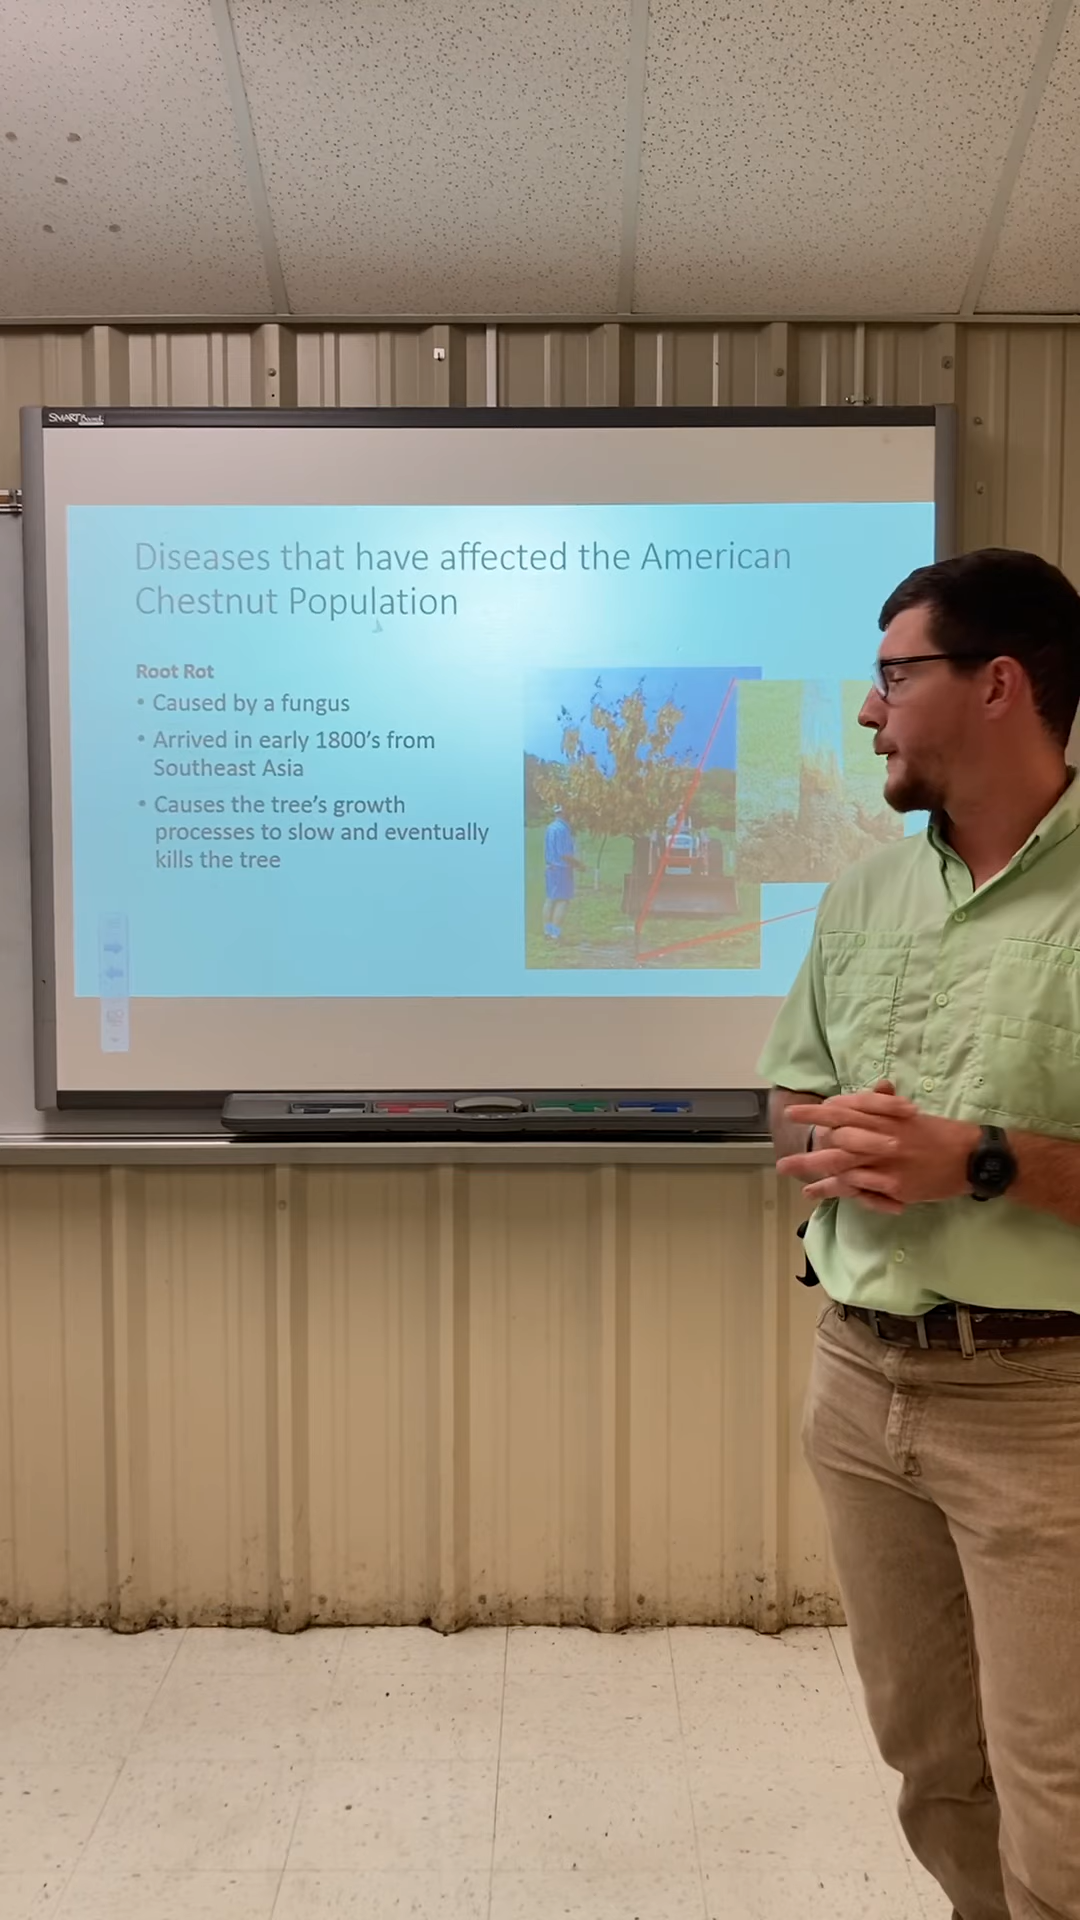 SMART Board
Diseases that have affected the American
Chestnut Population
Root Rot
• Caused by a fungus
• Arrived in early 1800's from
Southeast Asia
• Causes the tree's growth
processes to slow and eventually
kills the tree